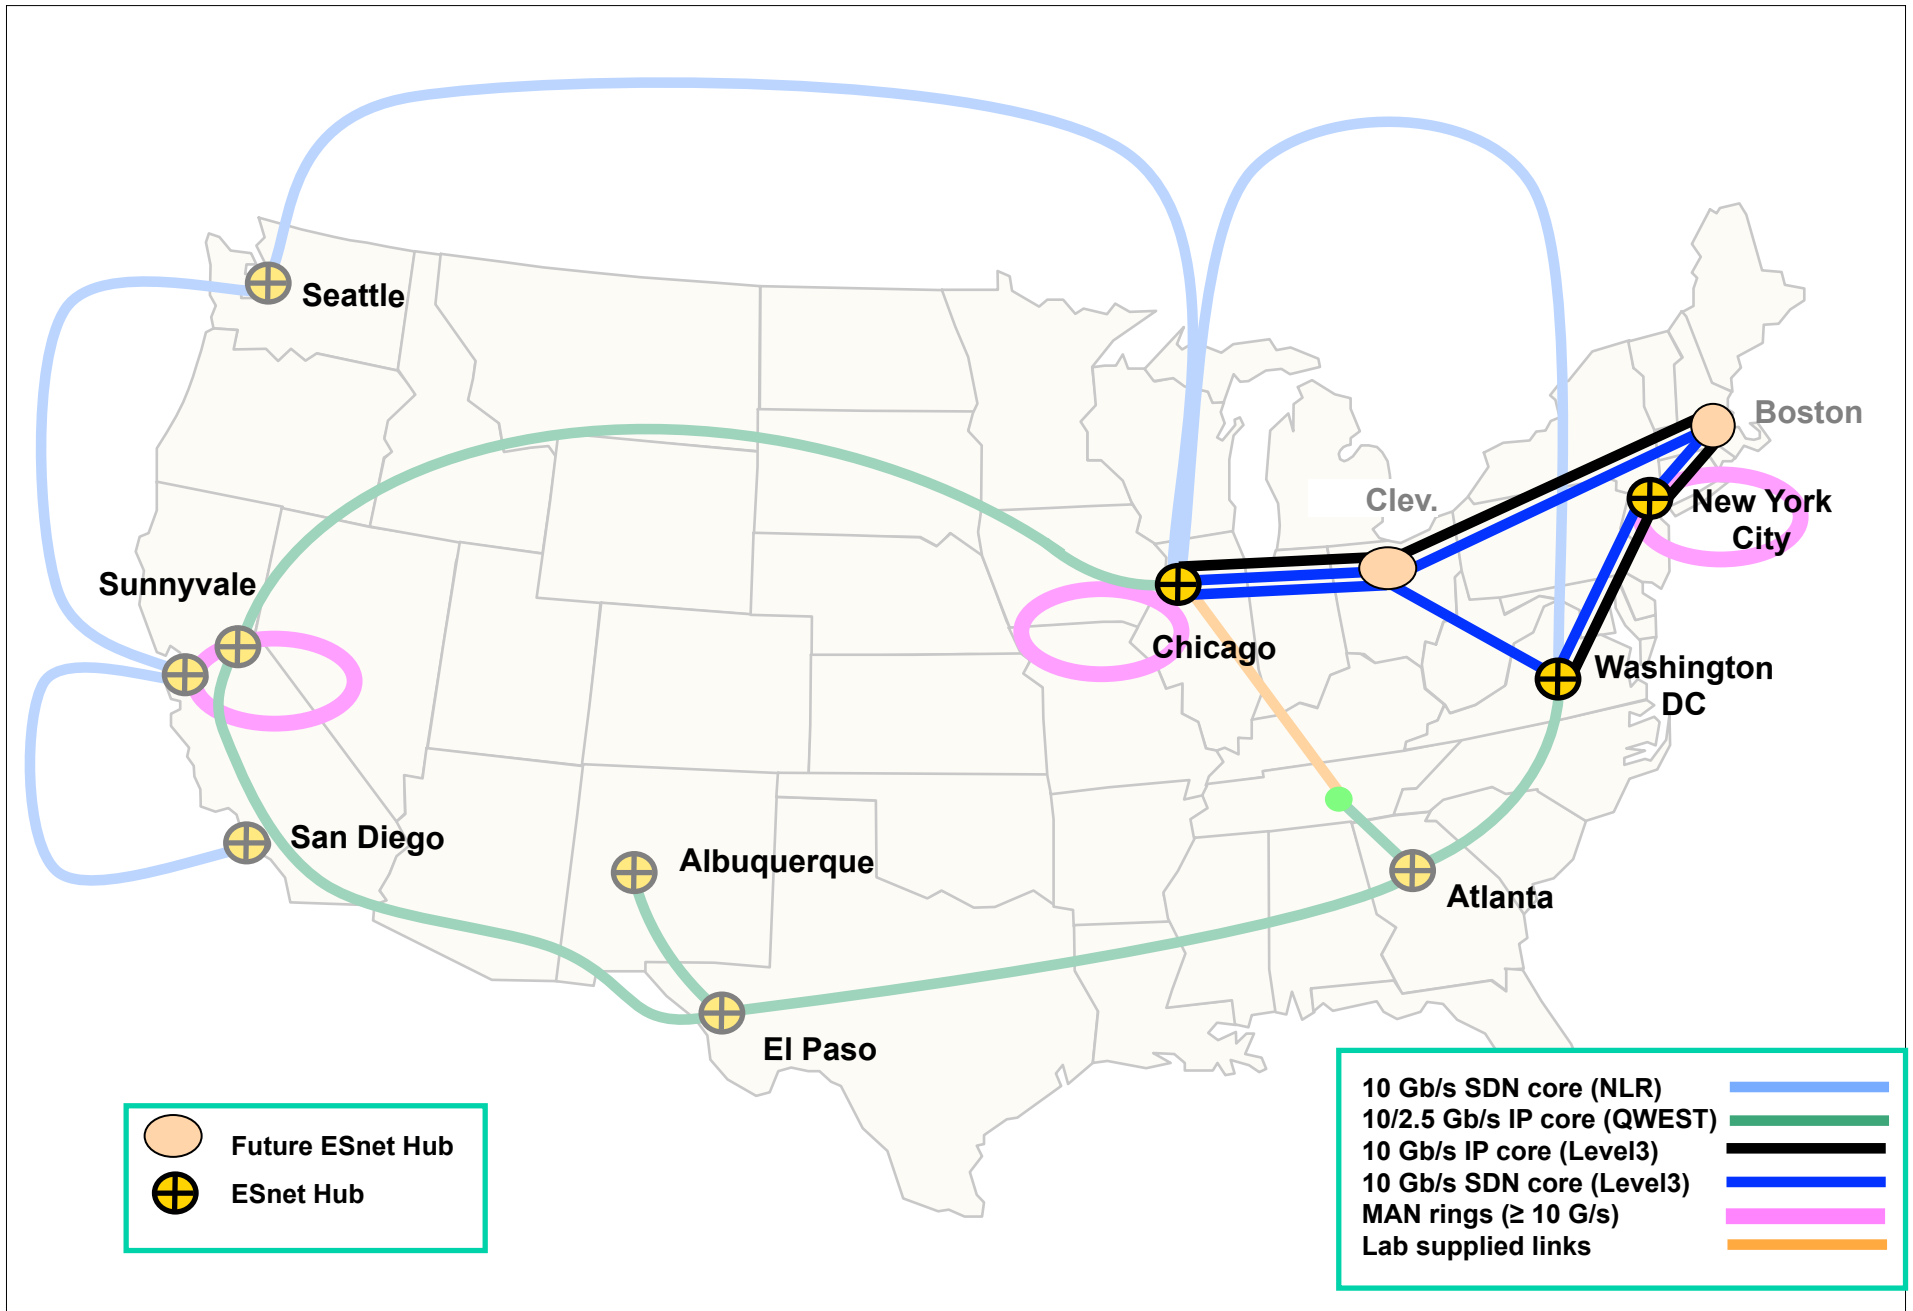 Seattle
Boston
Clev.
New York
City
Sunnyvale
Chicago
Washington
DC
San Diego
Albuquerque
Atlanta
El Paso
Future ESnet Hub
ESnet Hub
10 Gb/s SDN core (NLR)
10/2.5 Gb/s IP core (QWEST)
10 Gb/s IP core (Level3)
10 Gb/s SDN core (Level3)
MAN rings (≥ 10 G/s)
Lab supplied links